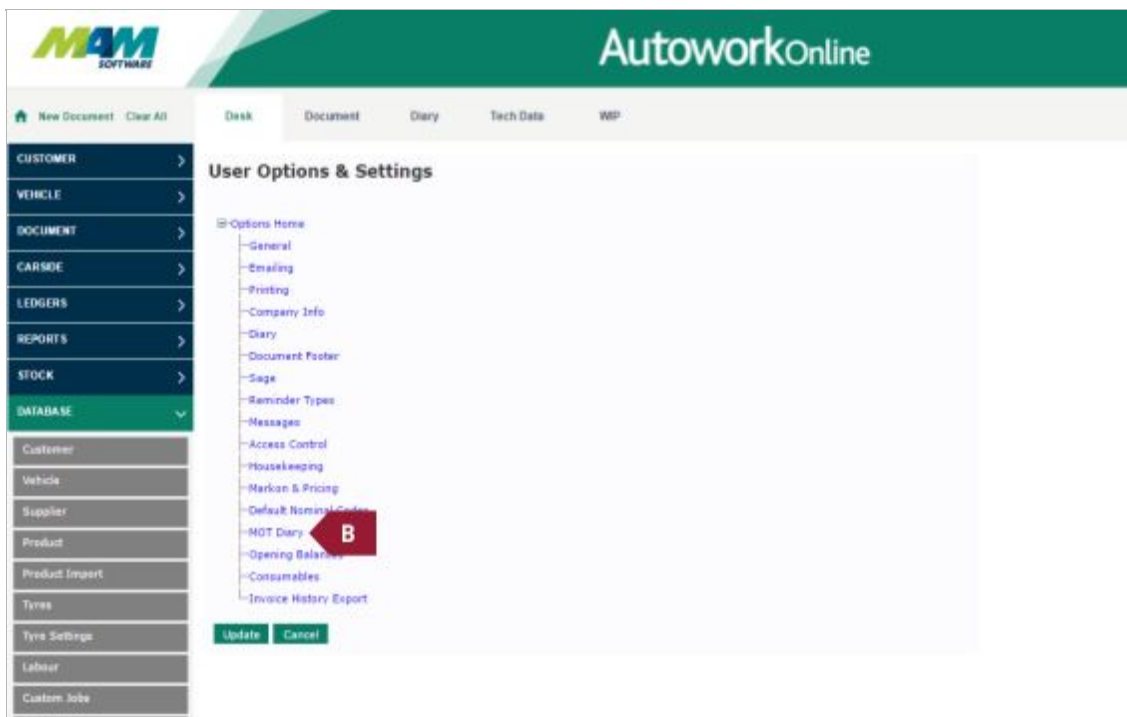 MAM
SOFTWARE
AutoworkOnline
New Document Clear All
Desk Document Diary Tech Data WIP
CUSTOMER
VEHICLE
DOCUMENT
CARSIDE
LEDGERS
REPORTS
STOCK
DATABASE
Customer
Vehicle
Supplier
Product
Product Import
Tyres
Tyre Settings
Labour
Custom Jobs
User Options & Settings
Options Home
General
Emailing
Printing
Company Info
Diary
Document Footer
Sage
Reminder Types
Messages
Access Control
Housekeeping
Markon & Pricing
Default Nominal Codes
MOT Diary
B
Opening Balances
Consumables
Invoice History Export
Update Cancel